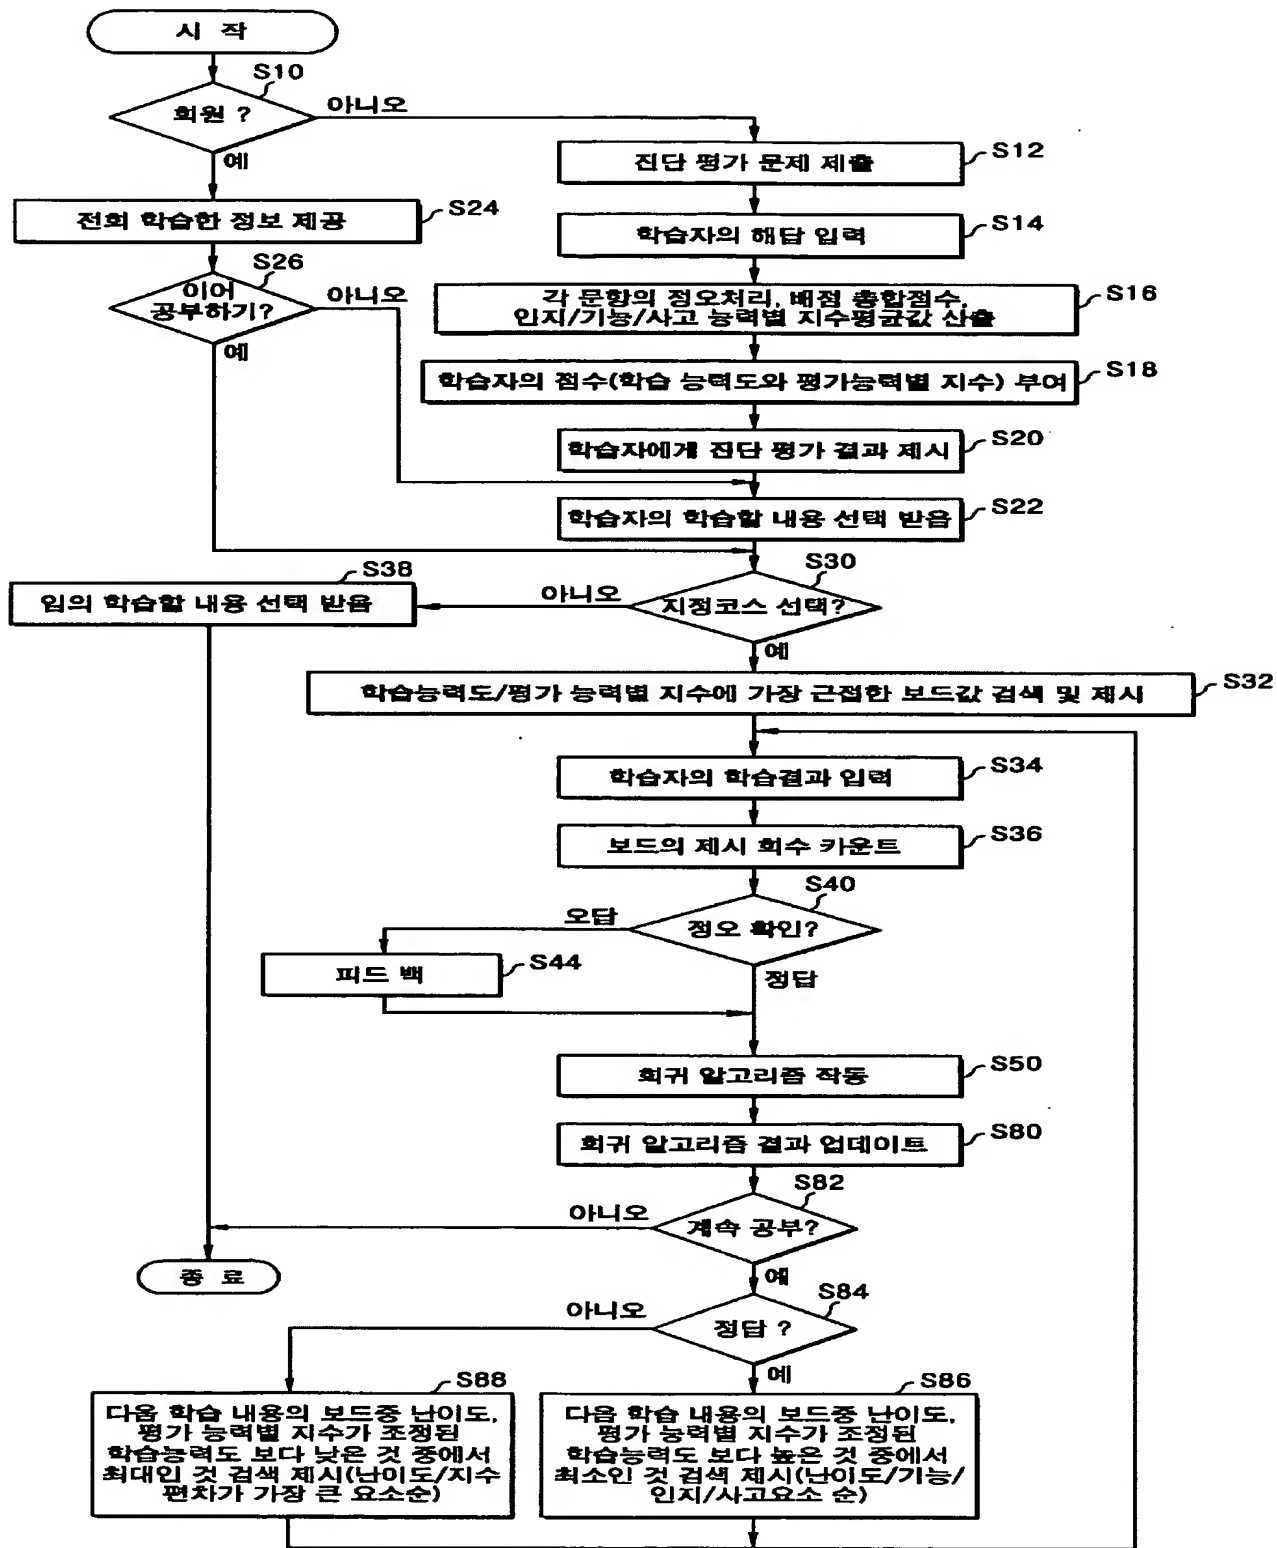 시 작
S10
회원 ?
아니오
예
진단 평가 문제 제출
S12
전회 학습한 정보 제공
S24
학습자의 해답 입력
S14
S26
이어
공부하기?
아니오
예
각 문항의 정오처리, 배점 총합점수,
인지/기능/사고 능력별 지수평균값 산출
S16
학습자의 점수(학습 능력도와 평가능력별 지수) 부여
S18
학습자에게 진단 평가 결과 제시
S20
학습자의 학습할 내용 선택 받음
S22
S30
지정코스 선택?
아니오
예
S38
임의 학습할 내용 선택 받음
학습능력도/평가 능력별 지수에 가장 근접한 보드값 검색 및 제시
S32
학습자의 학습결과 입력
S34
보드의 제시 회수 카운트
S36
S40
정오 확인?
오답
정답
피드 백
S44
회귀 알고리즘 작동
S50
회귀 알고리즘 결과 업데이트
S80
S82
계속 공부?
아니오
예
종 료
S84
정답 ?
아니오
예
S88
다음 학습 내용의 보드중 난이도,
평가 능력별 지수가 조정된
학습능력도 보다 낮은 것 중에서
최대인 것 검색 제시(난이도/지수
편차가 가장 큰 요소순)
S86
다음 학습 내용의 보드중 난이도,
평가 능력별 지수가 조정된
학습능력도 보다 높은 것 중에서
최소인 것 검색 제시(난이도/기능/
인지/사고요소 순)